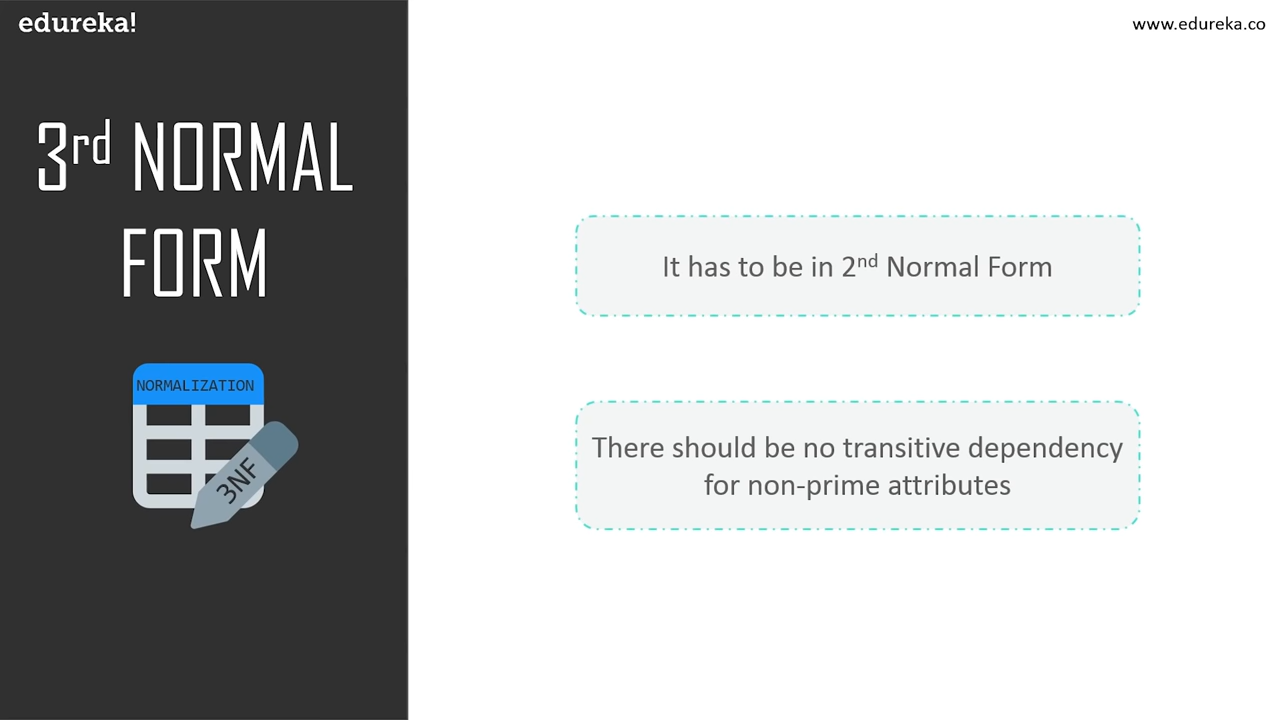 edureka!
www.edureka.co
3rd NORMAL
FORM
NORMALIZATION
3NF
It has to be in 2nd Normal Form
There should be no transitive dependency
for non-prime attributes